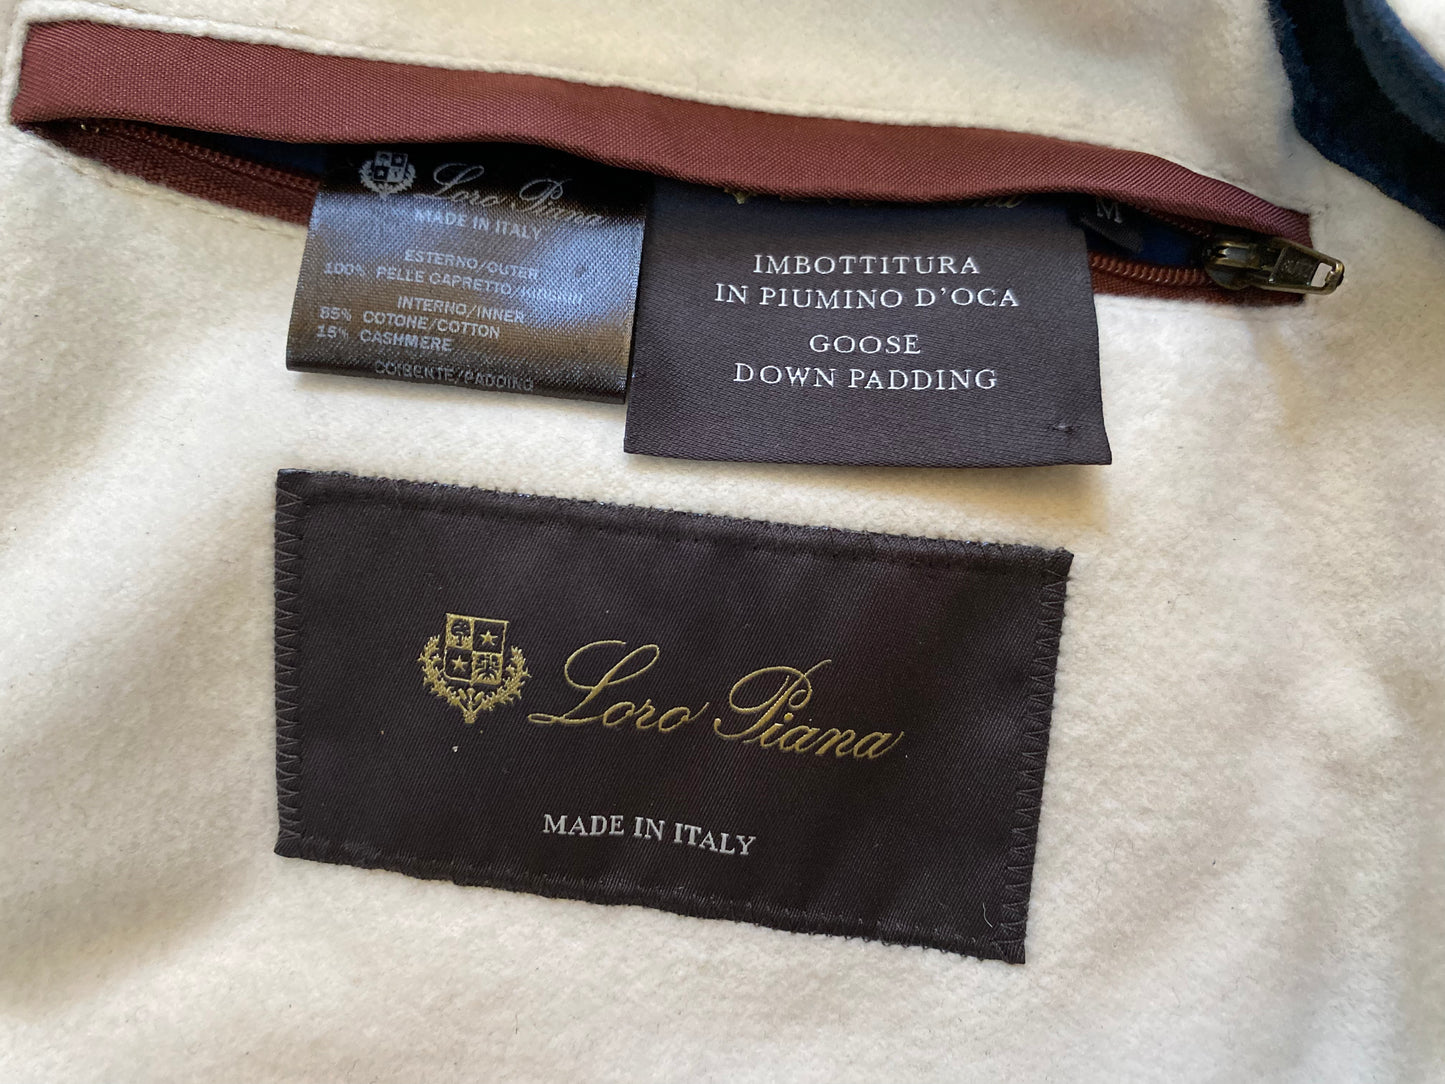 Loro Piana
MADE IN ITALY
ESTERNO/OUTER
100% PELLE CAPRETTO/KIDSKIN
INTERNO/INNER
85% COTONE/COTTON
15% CASHMERE
COIBENTE/PADDING
M
IMBOTTITURA
IN PIUMINO D'OCA
GOOSE
DOWN PADDING
Loro Piana
MADE IN ITALY